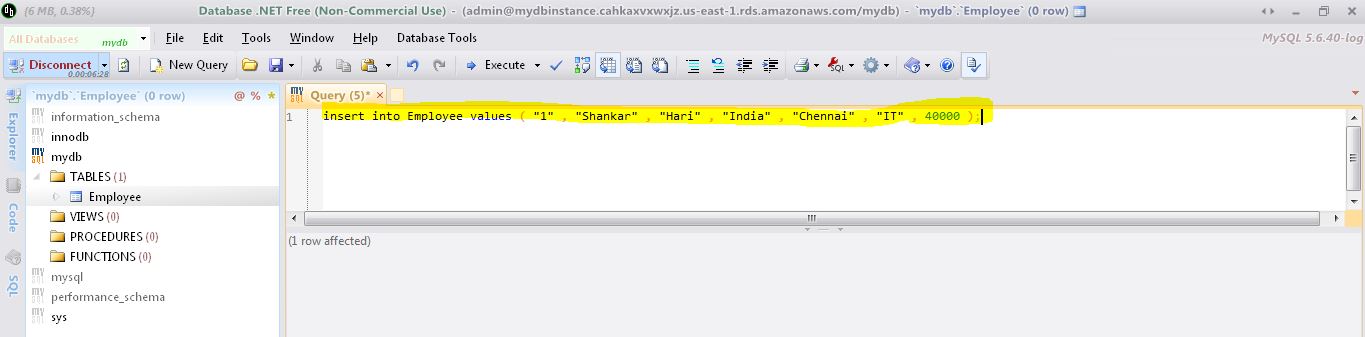 (6 MB, 0.38%) Database .NET Free (Non-Commercial Use) - (admin@mydbinstance.cahkaxvxwxjz.us-east-1.rds.amazonaws.com/mydb) - `mydb`.`Employee` (0 row)
All Databases mydb File Edit Tools Window Help Database Tools MySQL 5.6.40-log
Disconnect 0.00:06:28 New Query Execute SQL
`mydb`.`Employee` (0 row) @ % *
MY SQL Query (5)* ×
Explorer
Code
SQL
information_schema
innodb
mydb
TABLES (1)
Employee
VIEWS (0)
PROCEDURES (0)
FUNCTIONS (0)
mysql
performance_schema
sys
1 insert into Employee values ( "1" , "Shankar" , "Hari" , "India" , "Chennai" , "IT" , 40000 );
(1 row affected)